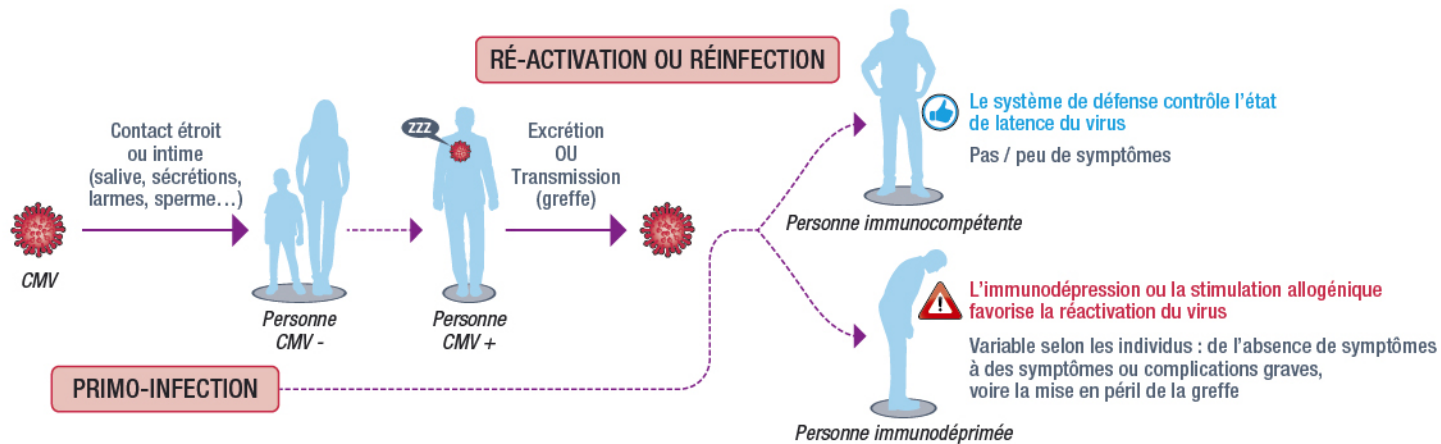 RÉ-ACTIVATION OU RÉINFECTION
Contact étroit
ou intime
(salive, sécrétions,
larmes, sperme…)
CMV
Personne
CMV -
ZZZ
Personne
CMV +
Excrétion
OU
Transmission
(greffe)
PRIMO-INFECTION
Le système de défense contrôle l'état
de latence du virus
Pas / peu de symptômes
Personne immunocompétente
L'immunodépression ou la stimulation allogénique
favorise la réactivation du virus
Variable selon les individus : de l'absence de symptômes
à des symptômes ou complications graves,
voire la mise en péril de la greffe
Personne immunodéprimée